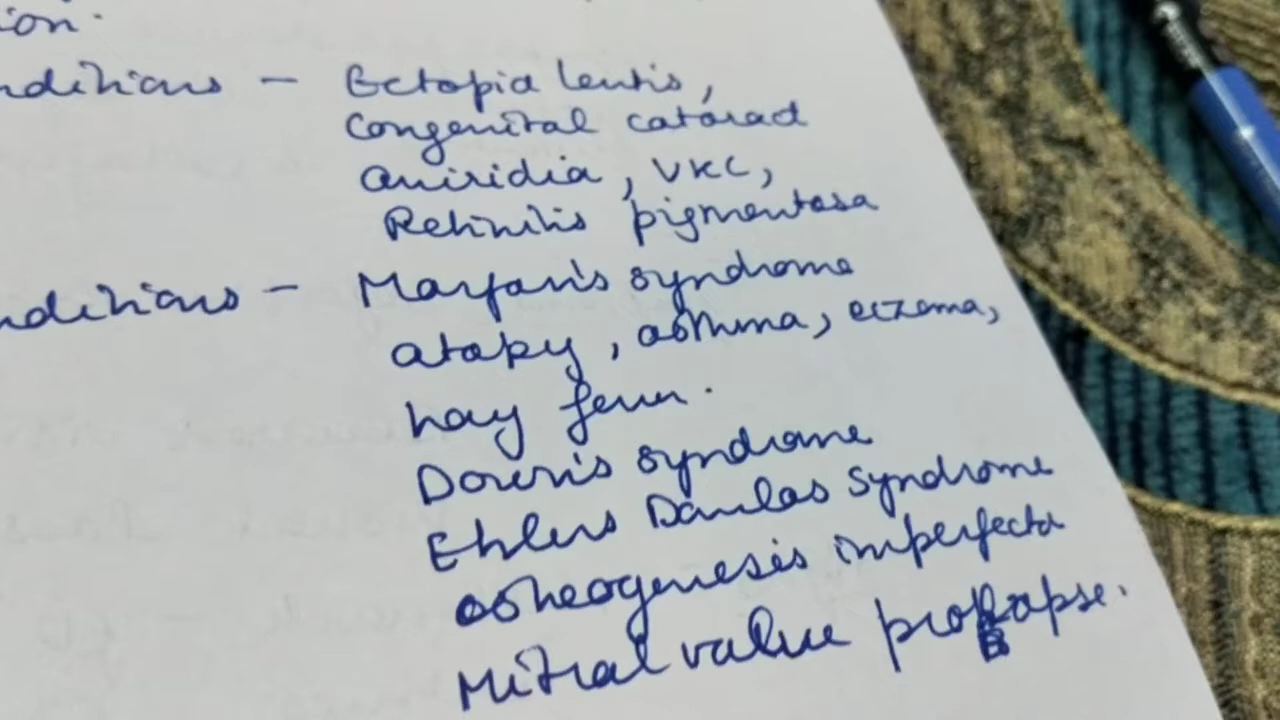 ion.
nditions - Ectopia lentis,
Congenital cataract
aniridia, VKC,
Retinitis pigmentosa
nditions - Marfan's syndrome
atopy, asthma, eczema,
hay fever.
Down's syndrome
Ehlers Danlos Syndrome
osteogenesis imperfecta
Mitral valve prolapse.